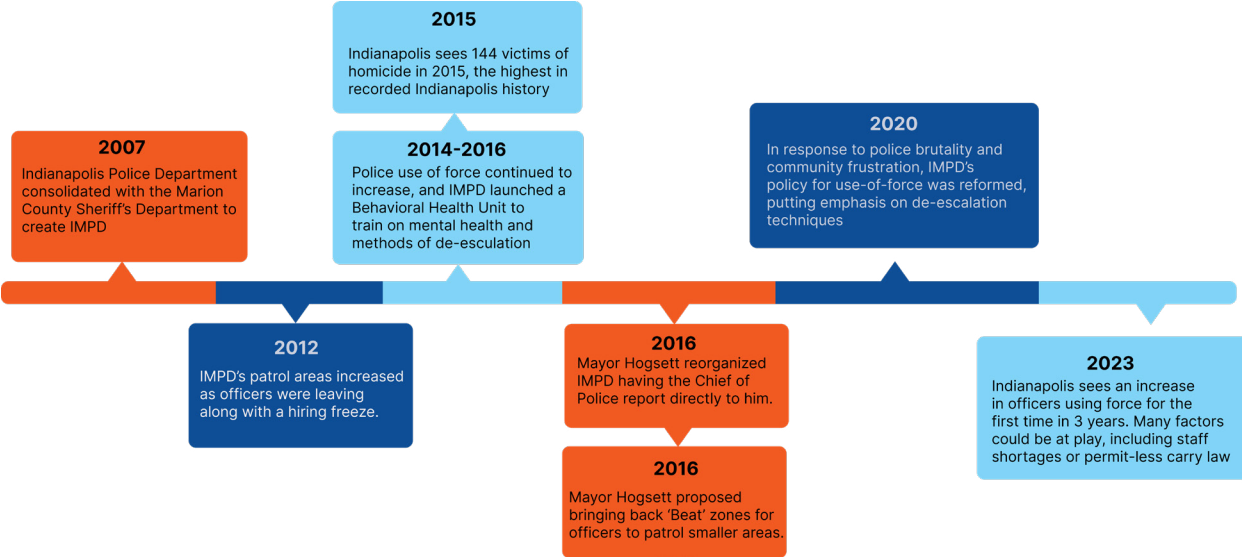 2007
Indianapolis Police Department
consolidated with the Marion
County Sheriff's Department to
create IMPD
2012
IMPD's patrol areas increased
as officers were leaving
along with a hiring freeze.
2015
Indianapolis sees 144 victims of
homicide in 2015, the highest in
recorded Indianapolis history
2014-2016
Police use of force continued to
increase, and IMPD launched a
Behavioral Health Unit to
train on mental health and
methods of de-esculation
2016
Mayor Hogsett reorganized
IMPD having the Chief of
Police report directly to him.
2016
Mayor Hogsett proposed
bringing back ‘Beat’ zones for
officers to patrol smaller areas.
2020
In response to police brutality and
community frustration, IMPD's
policy for use-of-force was reformed,
putting emphasis on de-escalation
techniques
2023
Indianapolis sees an increase
in officers using force for the
first time in 3 years. Many factors
could be at play, including staff
shortages or permit-less carry law